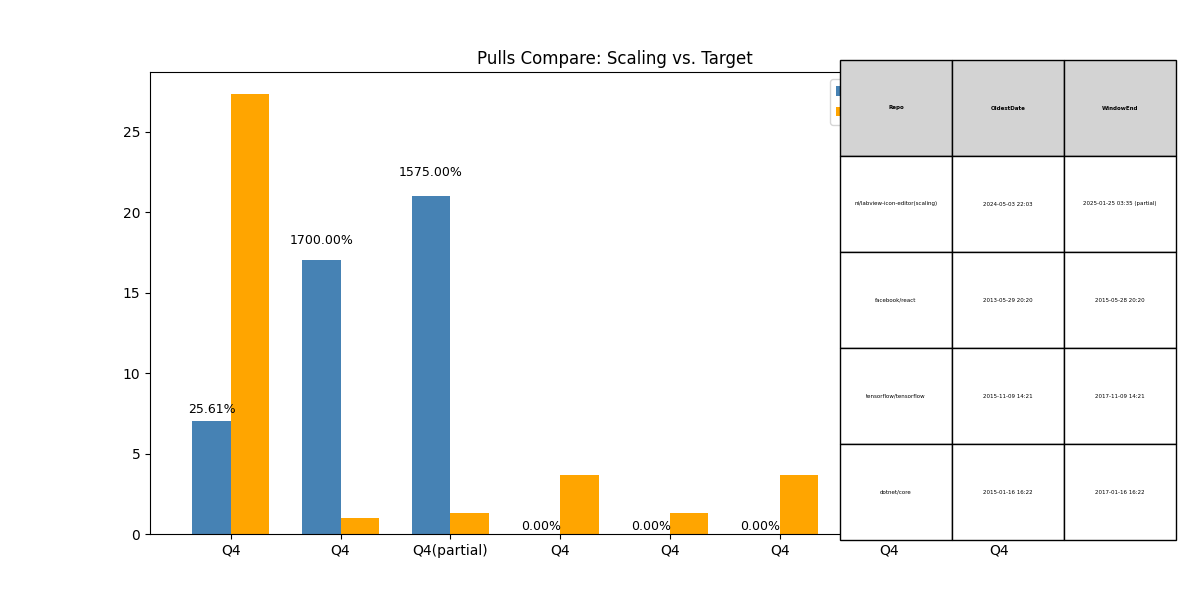 Pulls Compare: Scaling vs. Target
25
20
15
10
5
0
25.61%
1700.00%
1575.00%
0.00%
0.00%
0.00%
Q4
Q4
Q4(partial)
Q4
Q4
Q4
Q4
Q4
Repo OldestDate WindowEnd
ni/labview-icon-editor(scaling) 2024-05-03 22:03 2025-01-25 03:35 (partial)
facebook/react 2013-05-29 20:20 2015-05-28 20:20
tensorflow/tensorflow 2015-11-09 14:21 2017-11-09 14:21
dotnet/core 2015-01-16 16:22 2017-01-16 16:22